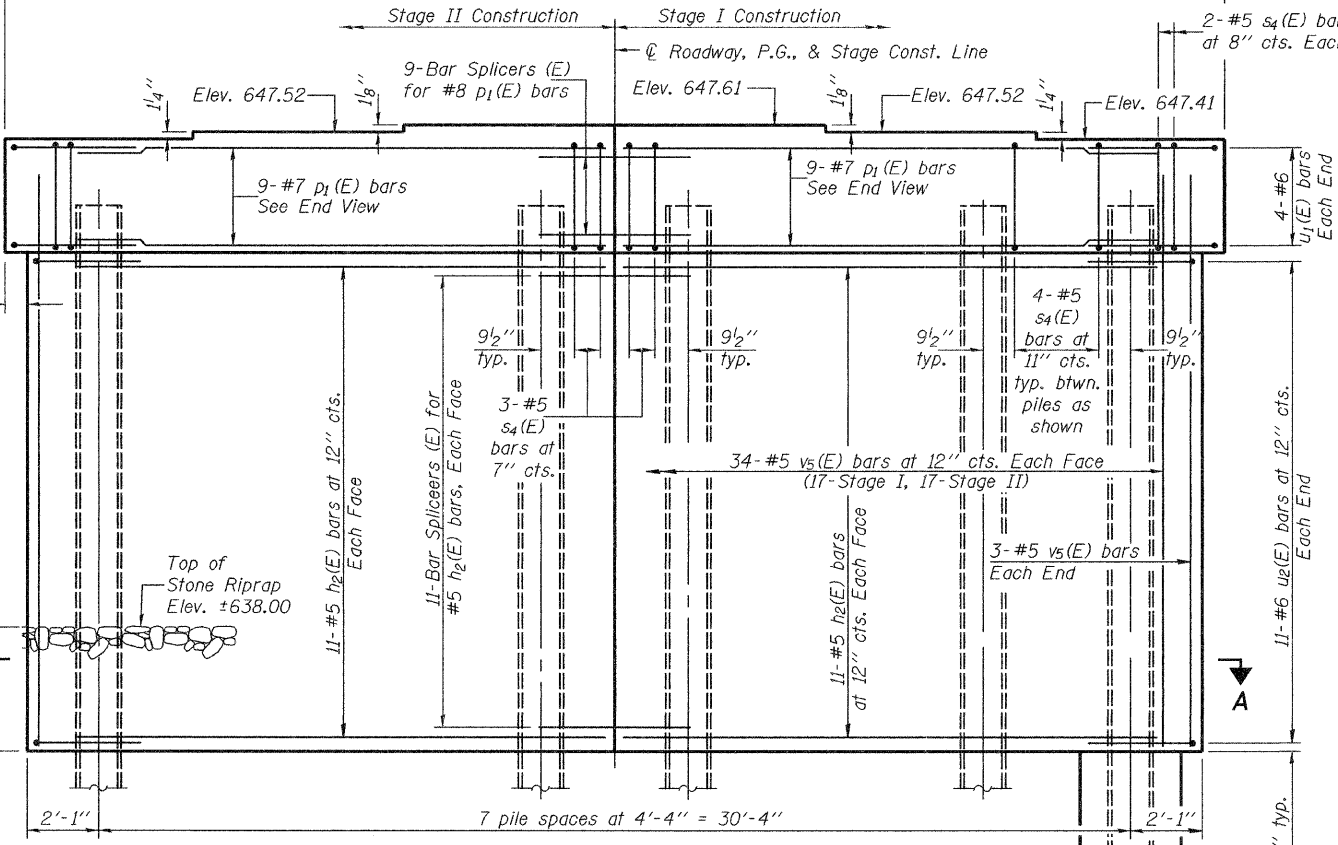 Stage II Construction
Stage I Construction
2-#5 s4(E) ba
at 8" cts. Each
℄ Roadway, P.G., & Stage Const. Line
9-Bar Splicers (E)
for #8 p1(E) bars
1¼"
Elev. 647.52
1⅛"
Elev. 647.61
1⅛"
Elev. 647.52
1¼"
Elev. 647.41
9-#7 p1(E) bars
See End View
9-#7 p1(E) bars
See End View
4-#6
u1(E) bars
Each End
9½"
typ.
9½"
typ.
9½"
typ.
4-#5
s4(E)
bars at
11" cts.
typ. btwn.
piles as
shown
9½"
typ.
3-#5
s4(E)
bars at
7" cts.
11-#5 h2(E) bars at 12" cts.
Each Face
11-Bar Spliceers (E) for
#5 h2(E) bars, Each Face
34-#5 v5(E) bars at 12" cts. Each Face
(17-Stage I, 17-Stage II)
11-#5 h2(E) bars
at 12" cts. Each Face
3-#5 v5(E) bars
Each End
11-#6 u2(E) bars at 12" cts.
Each End
Top of
Stone Riprap
Elev. ±638.00
A
2'-1"
7 pile spaces at 4'-4" = 30'-4"
2'-1"
" typ.